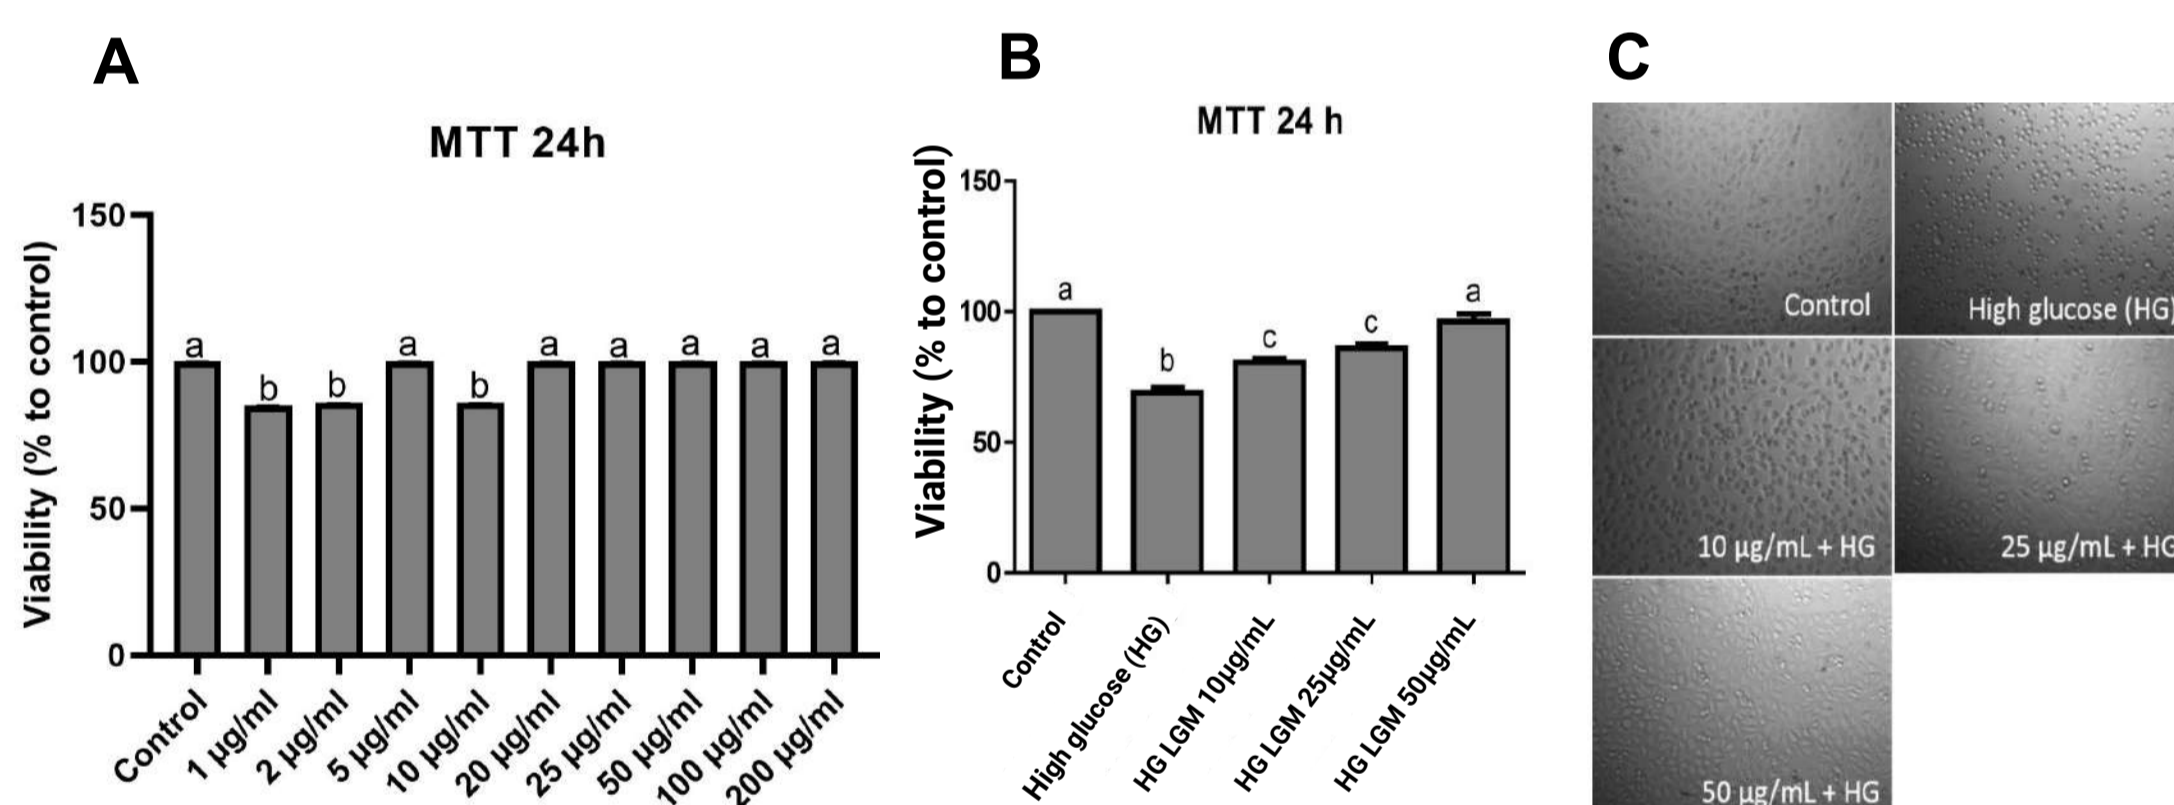 A
MTT 24h
Viability (% to control)
150
100
50
0
a
b
b
a
b
a
a
a
a
a
Control
1 µg/ml
2 µg/ml
5 µg/ml
10 µg/ml
20 µg/ml
25 µg/ml
50 µg/ml
100 µg/ml
200 µg/ml
B
MTT 24 h
Viability (% to control)
150
100
50
0
a
b
c
c
a
Control
High glucose (HG)
HG LGM 10µg/mL
HG LGM 25µg/mL
HG LGM 50µg/mL
C
Control
High glucose (HG)
10 µg/mL + HG
25 µg/mL + HG
50 µg/mL + HG